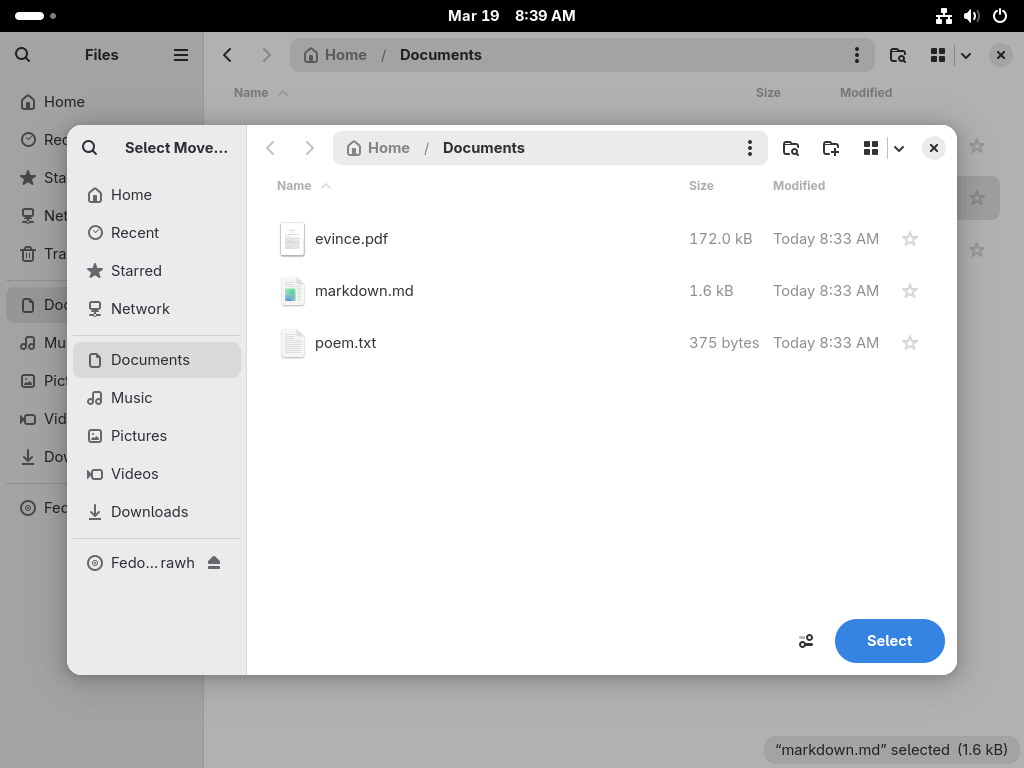 Mar 19 8:39 AM
Files
Home / Documents
Name Size Modified
Home
Rec
Sta
Net
Tra
Doc
Mu
Pict
Vid
Dow
Fed
Select Move…
Home / Documents
Home
Recent
Starred
Network
Documents
Music
Pictures
Videos
Downloads
Fedo…rawh
Name Size Modified
evince.pdf 172.0 kB Today 8:33 AM
markdown.md 1.6 kB Today 8:33 AM
poem.txt 375 bytes Today 8:33 AM
Select
“markdown.md” selected (1.6 kB)